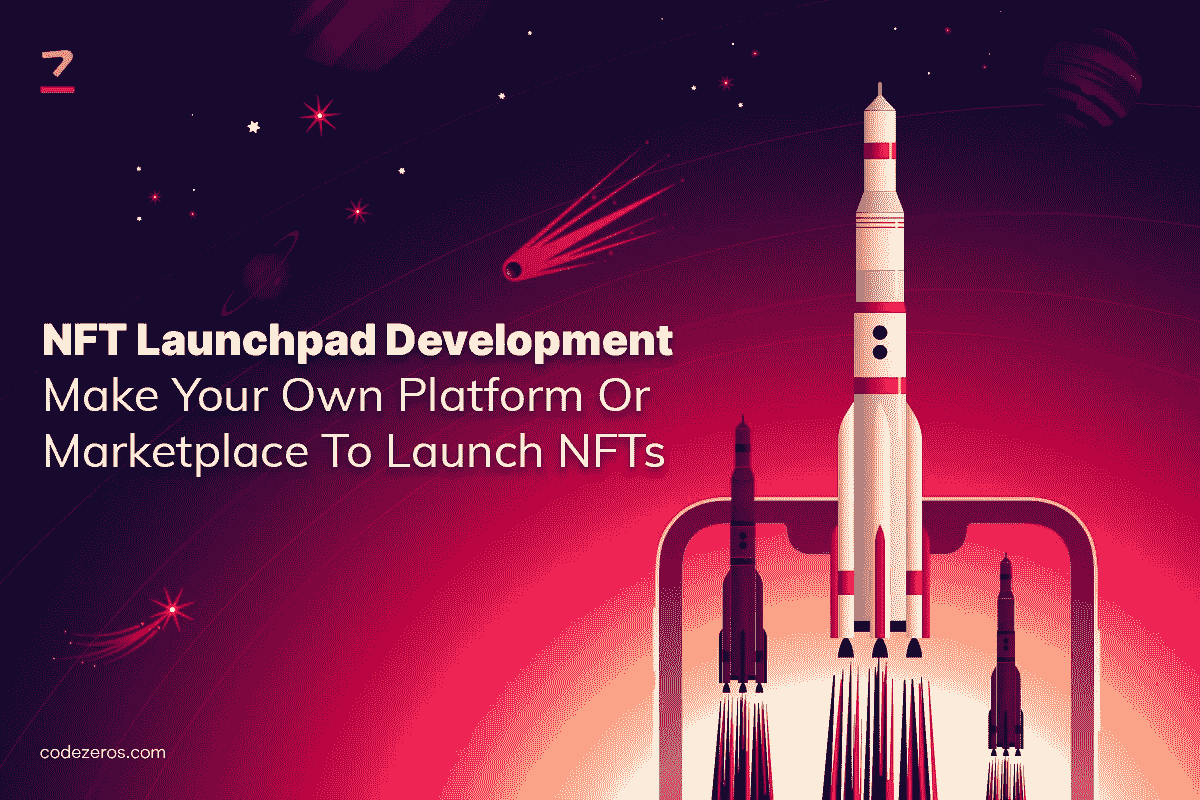 NFT Launchpad Development
Make Your Own Platform Or
Marketplace To Launch NFTs
codezeros.com